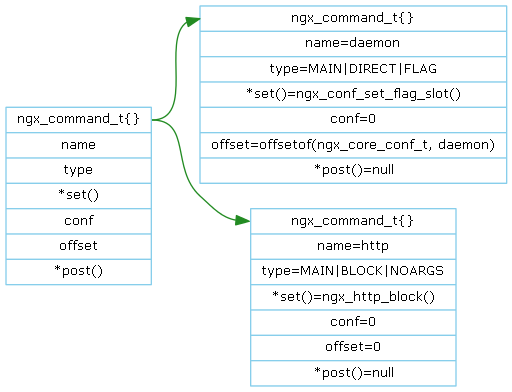 ngx_command_t{}
name
type
*set()
conf
offset
*post()
ngx_command_t{}
name=daemon
type=MAIN|DIRECT|FLAG
*set()=ngx_conf_set_flag_slot()
conf=0
offset=offsetof(ngx_core_conf_t, daemon)
*post()=null
ngx_command_t{}
name=http
type=MAIN|BLOCK|NOARGS
*set()=ngx_http_block()
conf=0
offset=0
*post()=null